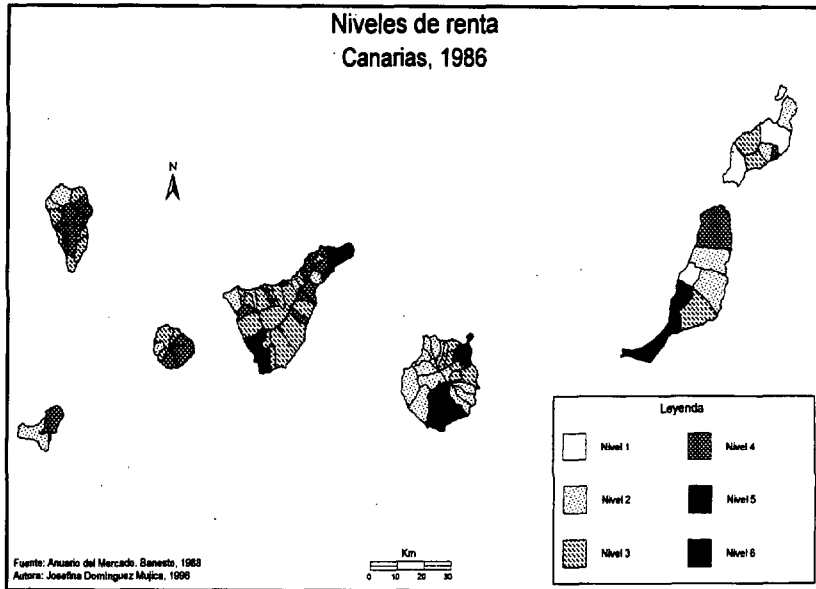 Niveles de renta
Canarias, 1986
N
Leyenda
Nivel 1
Nivel 4
Nivel 2
Nivel 5
Nivel 3
Nivel 6
Fuente: Anuario del Mercado. Banesto, 1988
Autora: Josefina Domínguez Mujica, 1996
Km
0 10 20 30